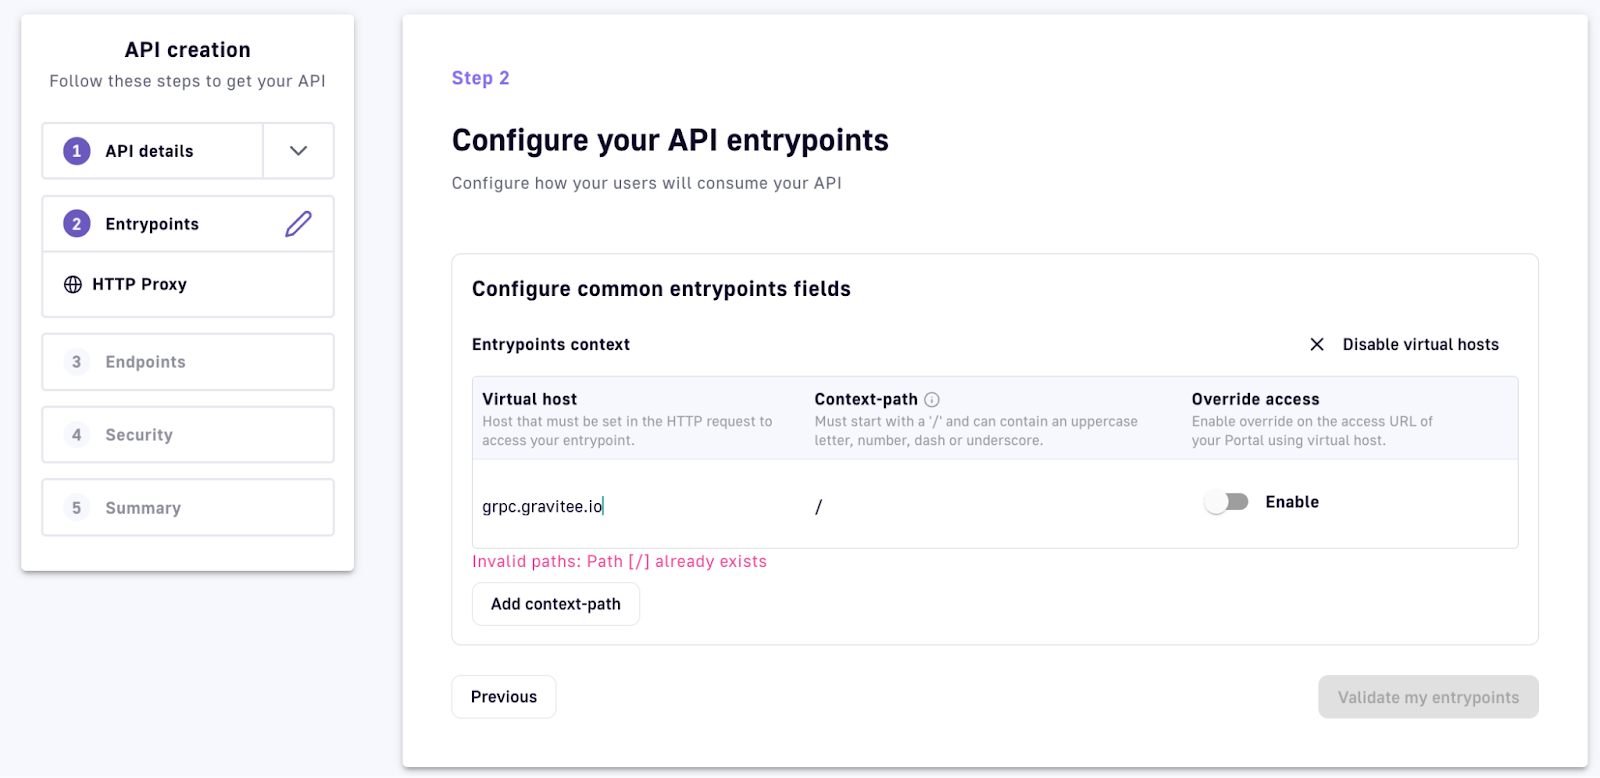 API creation
Follow these steps to get your API
1 API details
2 Entrypoints
HTTP Proxy
3 Endpoints
4 Security
5 Summary
Step 2
Configure your API entrypoints
Configure how your users will consume your API
Configure common entrypoints fields
Entrypoints context
Disable virtual hosts
Virtual host
Host that must be set in the HTTP request to
access your entrypoint.
Context-path
Must start with a '/' and can contain an uppercase
letter, number, dash or underscore.
Override access
Enable override on the access URL of
your Portal using virtual host.
grpc.gravitee.io
/
Enable
Invalid paths: Path [/] already exists
Add context-path
Previous
Validate my entrypoints